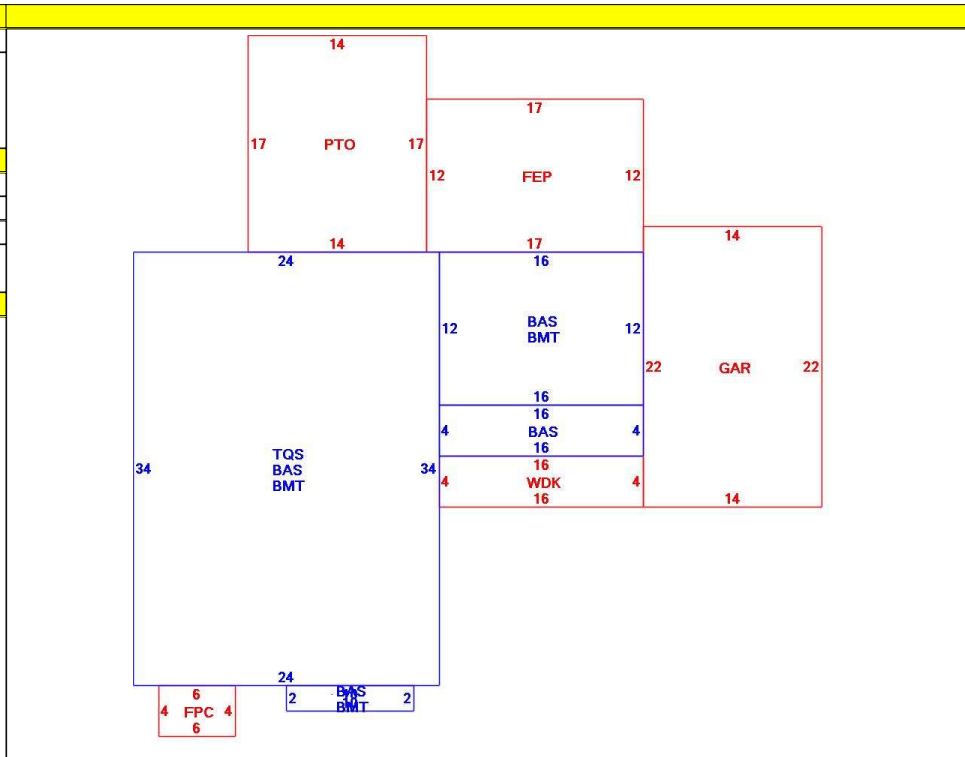 14
17 PTO 17
14
17
12 FEP 12
17
14
22 GAR 22
14
24
34 TQS 34
BAS
BMT
24
16
12 BAS 12
BMT
16
16
4 BAS 4
16
16
4 WDK 4
16
6
4 FPC 4
6
2 BAS 2
BMT